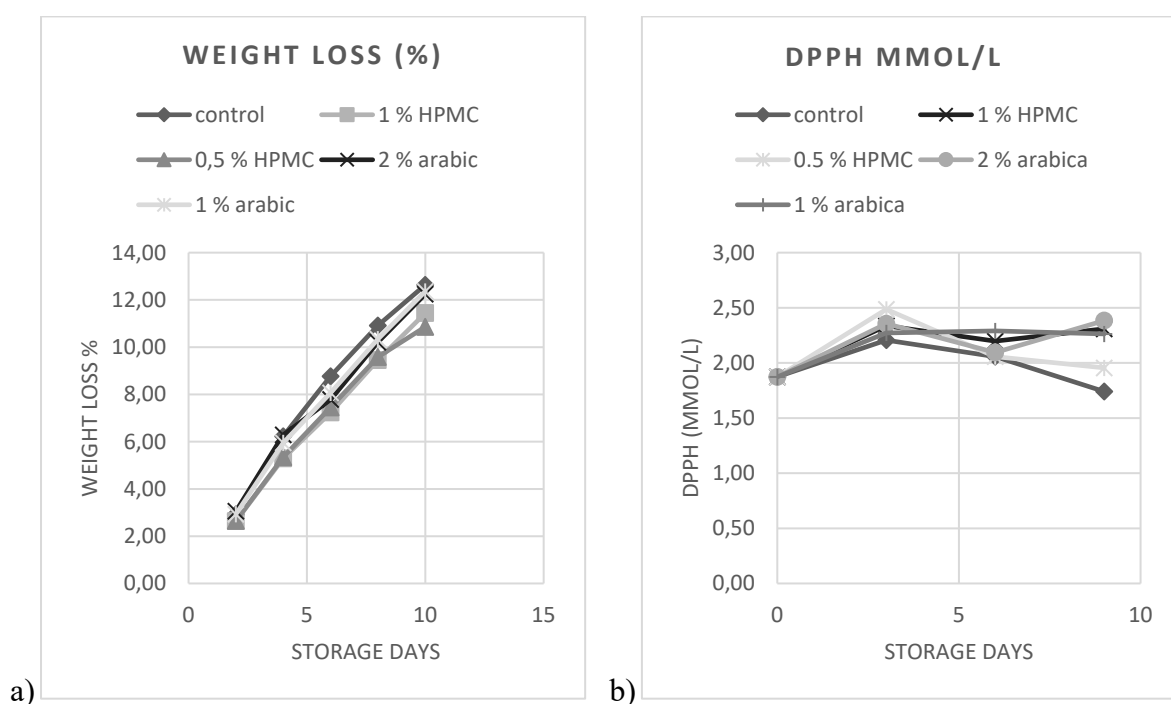 WEIGHT LOSS (%)
control
1 % HPMC
0,5 % HPMC
2 % arabic
1 % arabic
14,00
12,00
10,00
8,00
6,00
4,00
2,00
0,00
WEIGHT LOSS %
0
5
10
15
STORAGE DAYS
a)
DPPH MMOL/L
control
1 % HPMC
0.5 % HPMC
2 % arabica
1 % arabica
3,00
2,50
2,00
1,50
1,00
0,50
0,00
DPPH (MMOL/L)
0
5
10
STORAGE DAYS
b)